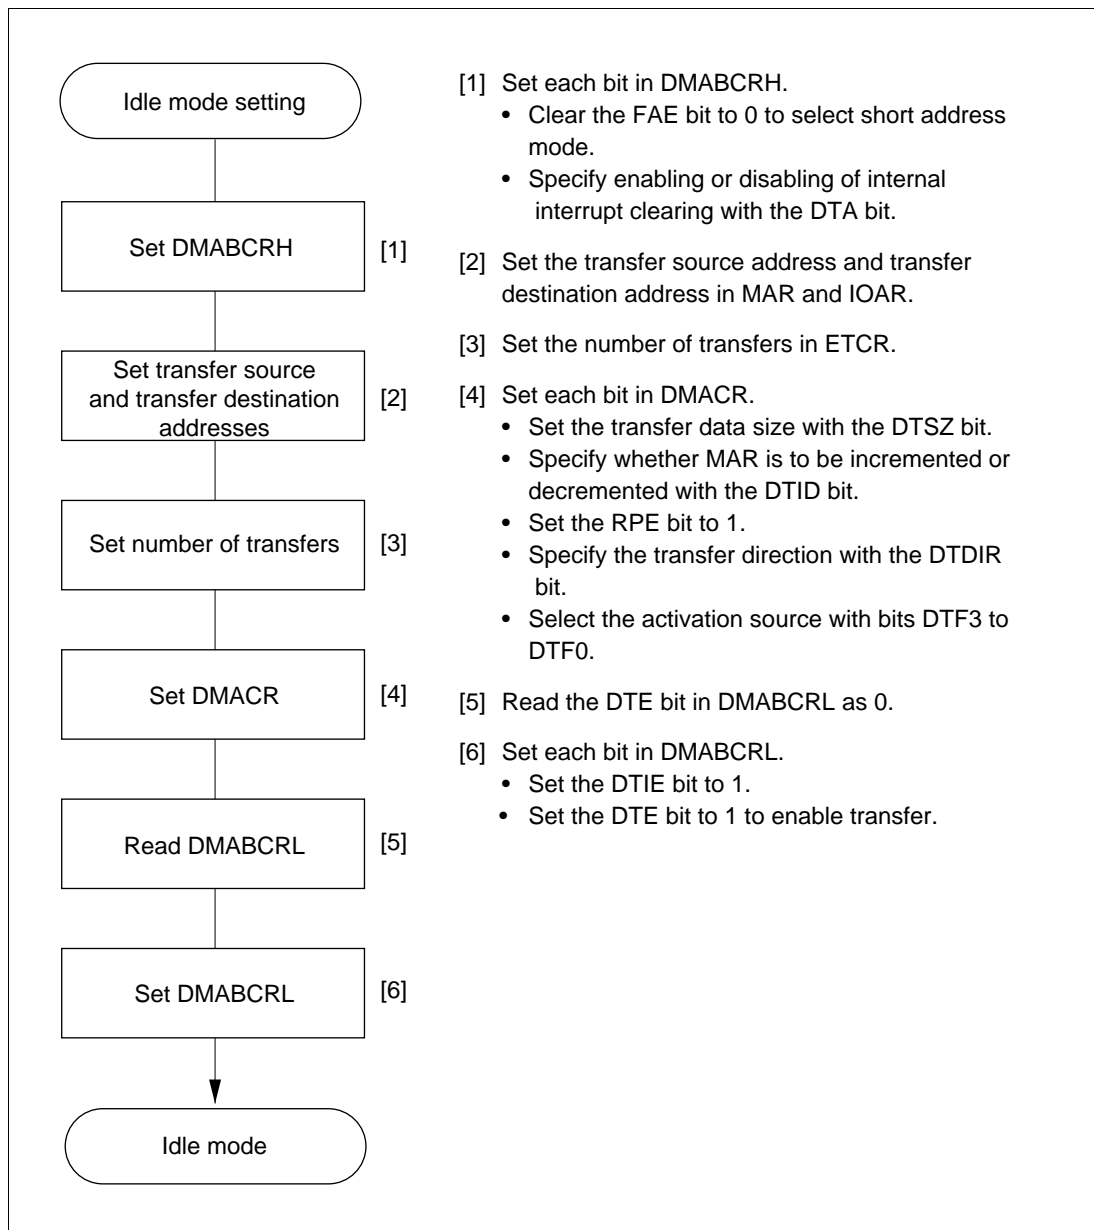 Idle mode setting
Set DMABCRH
[1]
Set transfer source
and transfer destination
addresses
[2]
Set number of transfers
[3]
Set DMACR
[4]
Read DMABCRL
[5]
Set DMABCRL
[6]
Idle mode
[1] Set each bit in DMABCRH.
• Clear the FAE bit to 0 to select short address
mode.
• Specify enabling or disabling of internal
interrupt clearing with the DTA bit.
[2] Set the transfer source address and transfer
destination address in MAR and IOAR.
[3] Set the number of transfers in ETCR.
[4] Set each bit in DMACR.
• Set the transfer data size with the DTSZ bit.
• Specify whether MAR is to be incremented or
decremented with the DTID bit.
• Set the RPE bit to 1.
• Specify the transfer direction with the DTDIR
bit.
• Select the activation source with bits DTF3 to
DTF0.
[5] Read the DTE bit in DMABCRL as 0.
[6] Set each bit in DMABCRL.
• Set the DTIE bit to 1.
• Set the DTE bit to 1 to enable transfer.